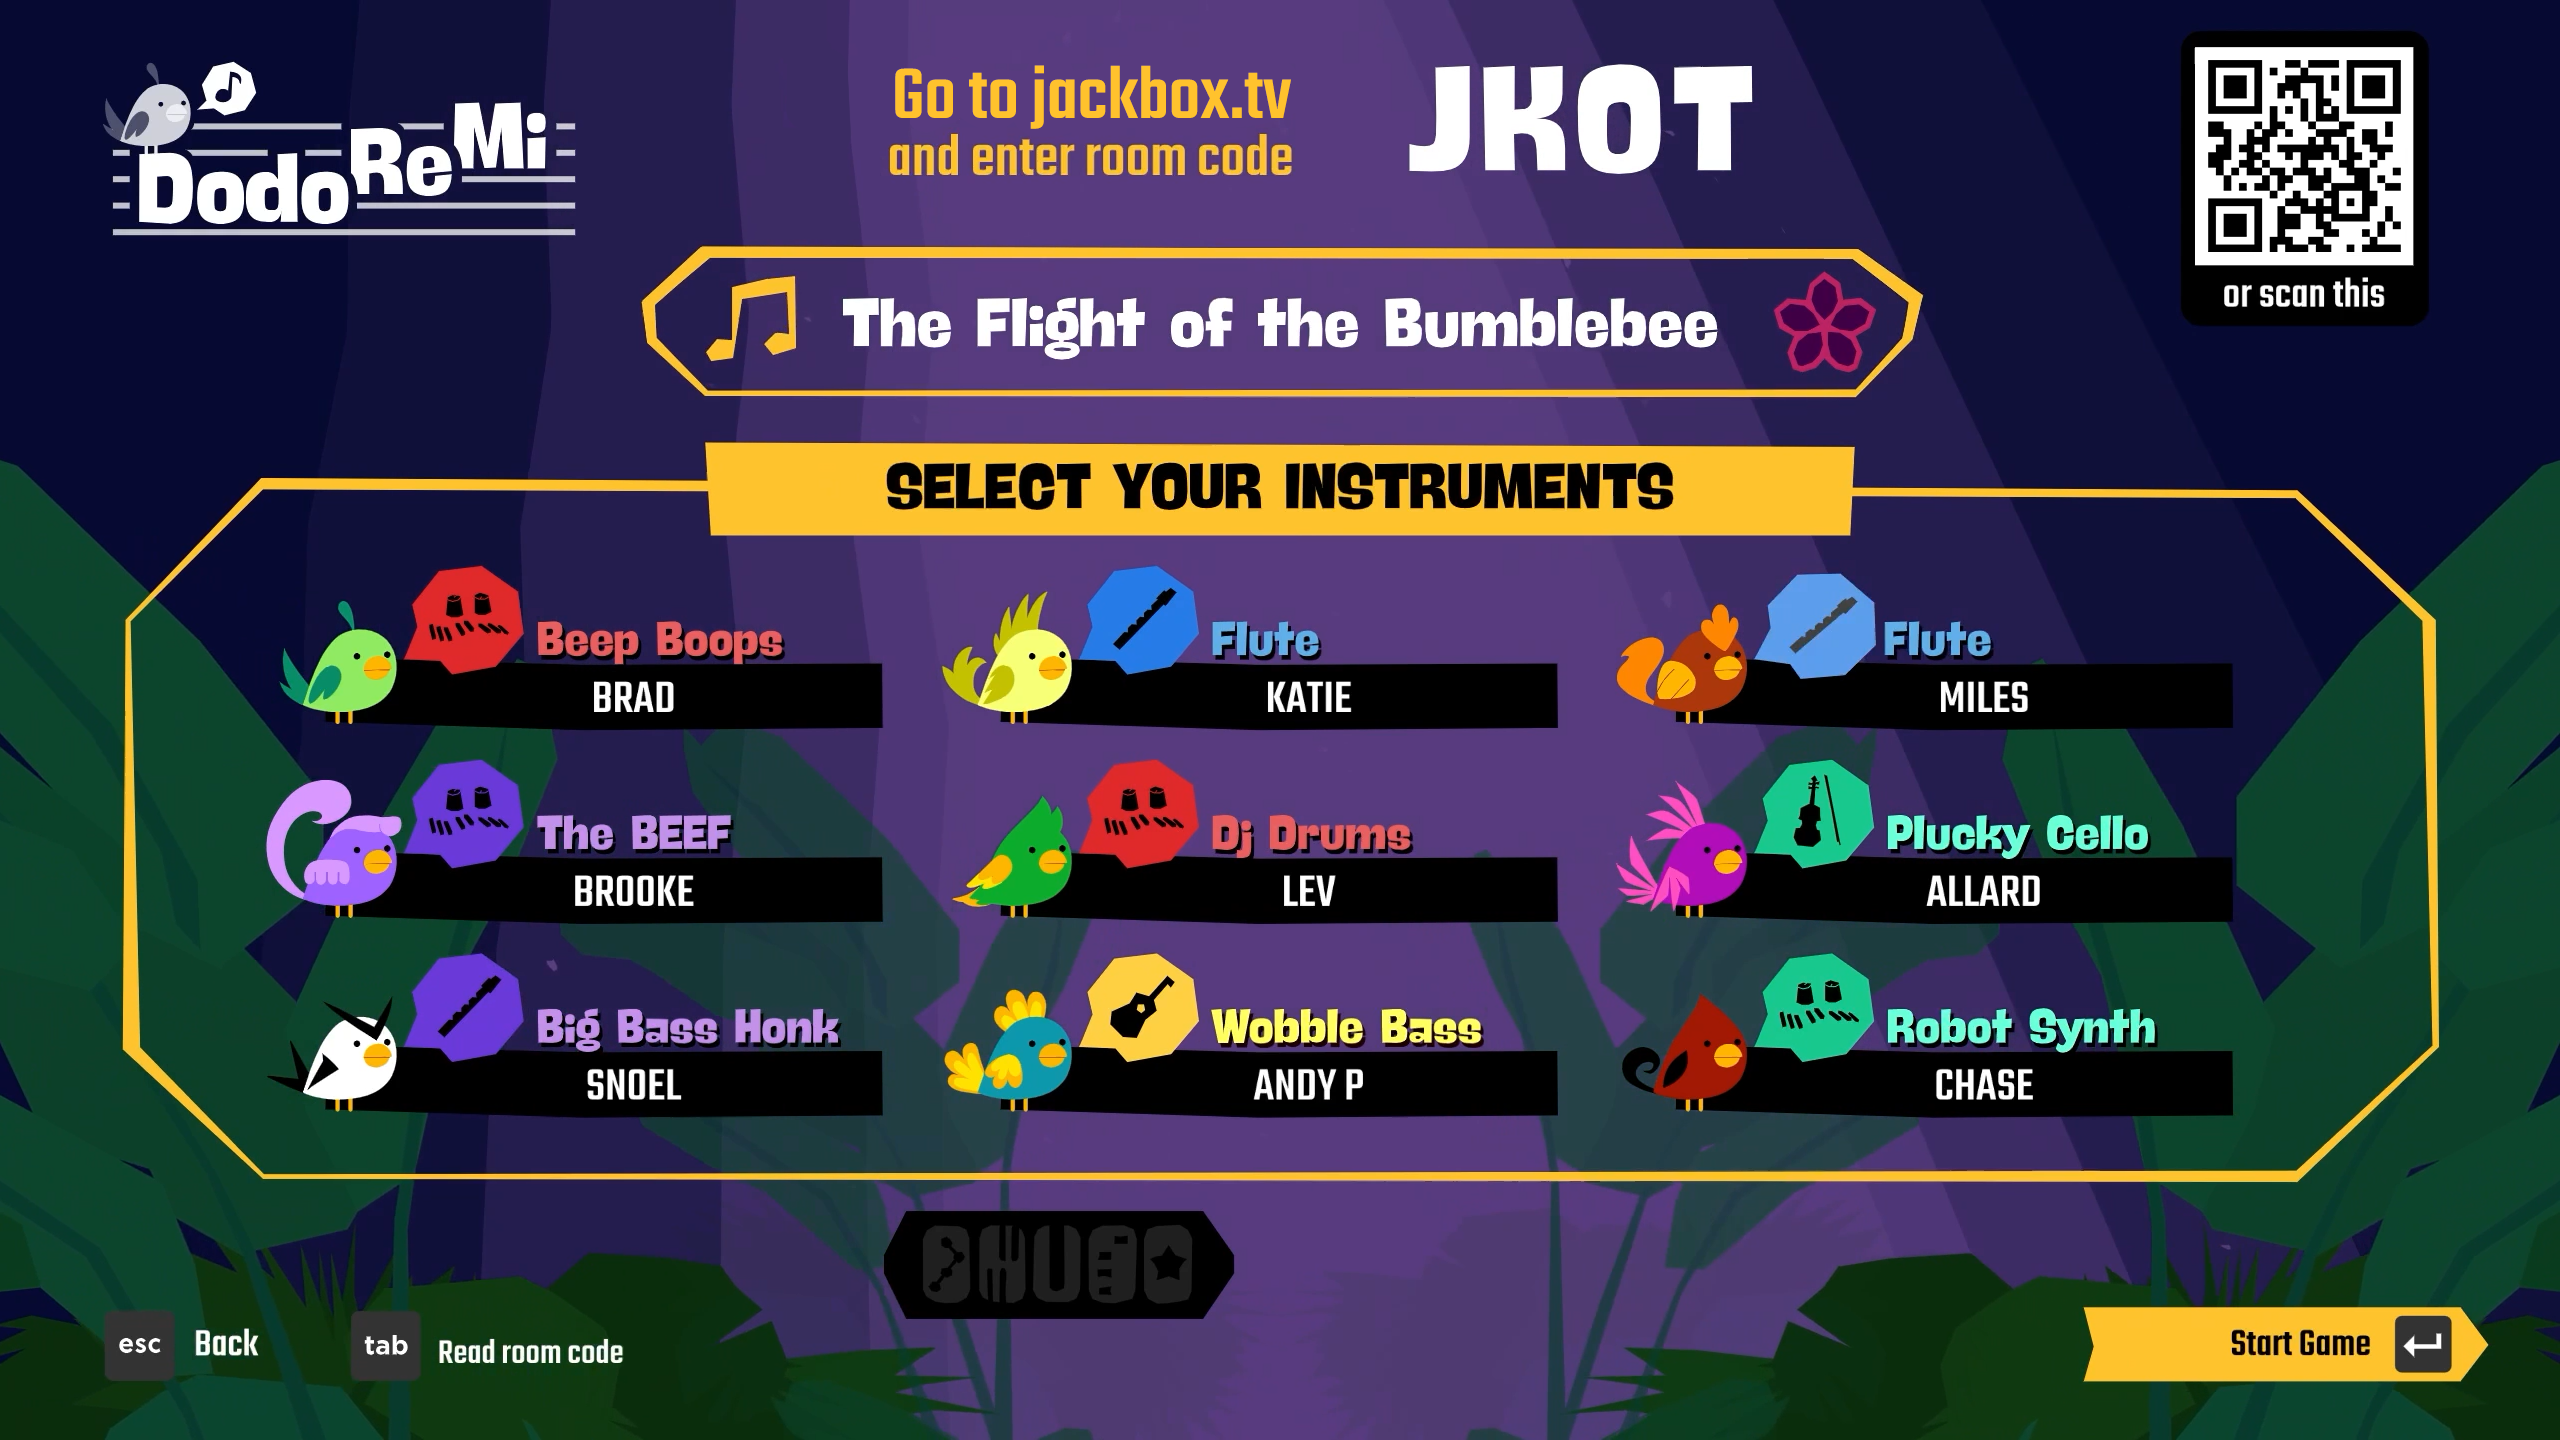 DodoReMi
Go to jackbox.tv
and enter room code
JKOT
or scan this
The Flight of the Bumblebee
SELECT YOUR INSTRUMENTS
Beep Boops
BRAD
Flute
KATIE
Flute
MILES
The BEEF
BROOKE
Dj Drums
LEV
Plucky Cello
ALLARD
Big Bass Honk
SNOEL
Wobble Bass
ANDY P
Robot Synth
CHASE
esc Back
tab Read room code
Start Game